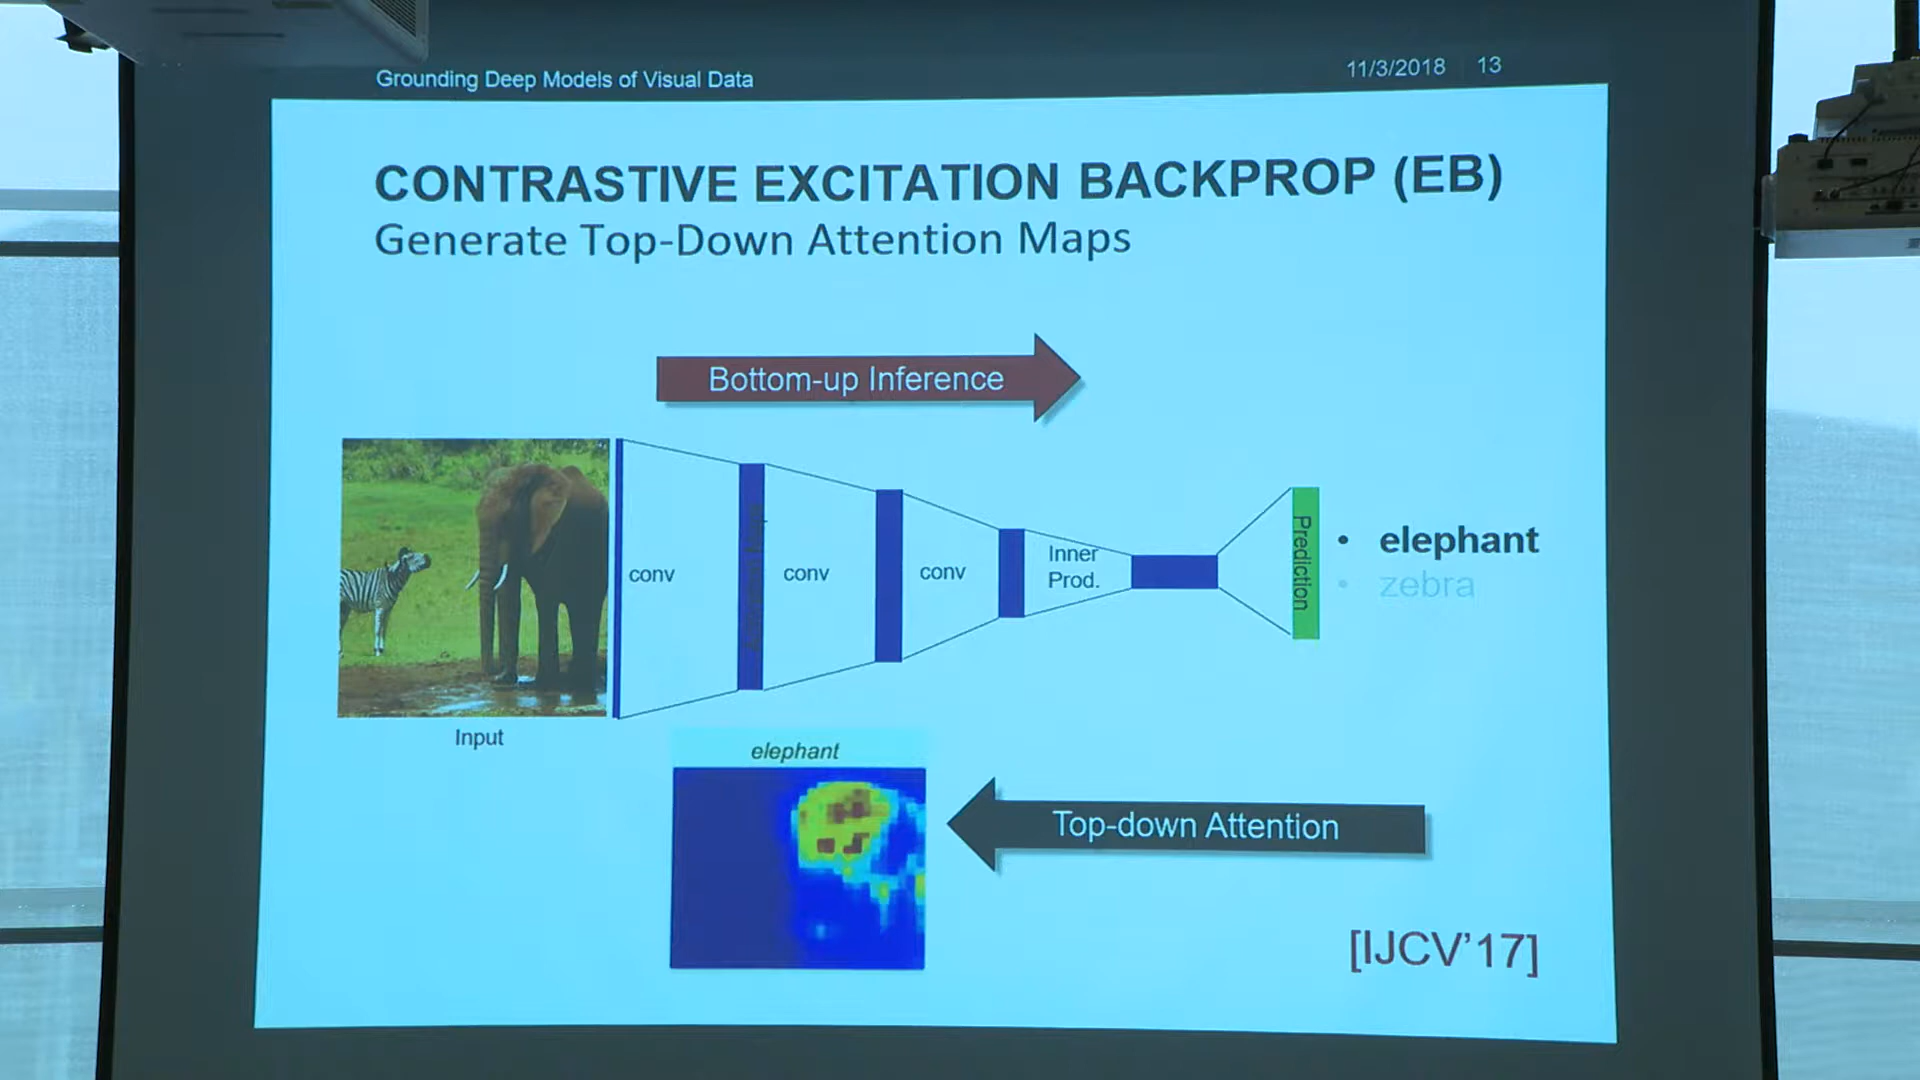 Grounding Deep Models of Visual Data
11/3/2018 13
CONTRASTIVE EXCITATION BACKPROP (EB)
Generate Top-Down Attention Maps
Bottom-up Inference
conv
conv
conv
Inner
Prod.
Prediction
• elephant
• zebra
Input
elephant
Top-down Attention
[IJCV'17]